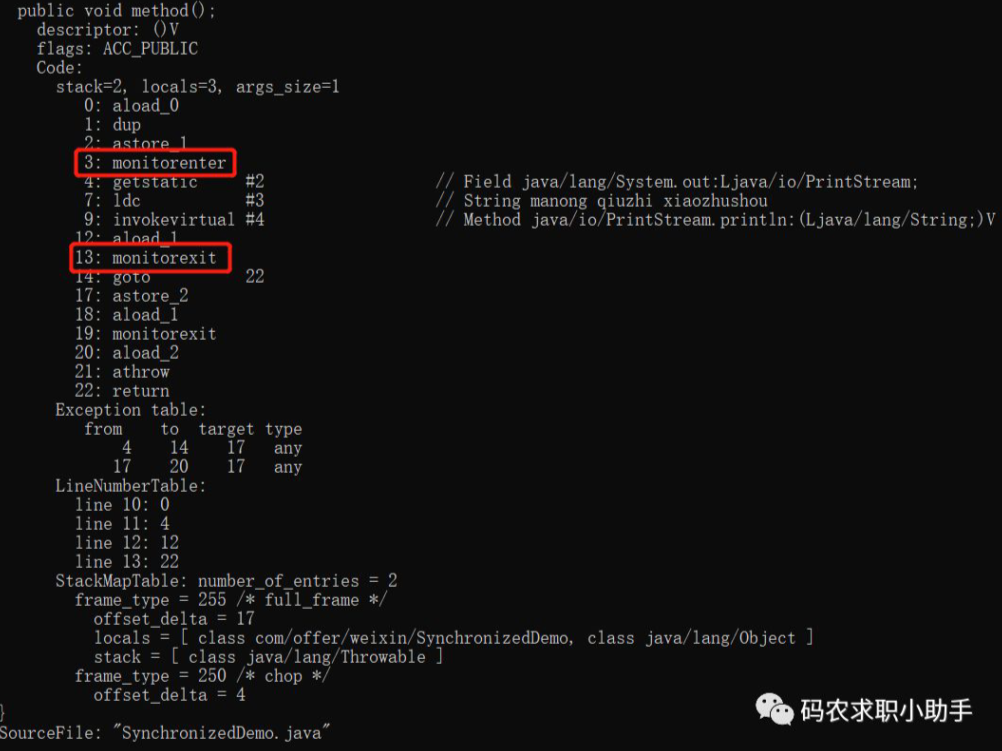 public void method();
descriptor: ()V
flags: ACC_PUBLIC
Code:
stack=2, locals=3, args_size=1
0: aload_0
1: dup
2: astore_1
3: monitorenter
4: getstatic #2 // Field java/lang/System.out:Ljava/io/PrintStream;
7: ldc #3 // String manong qiuzhi xiaozhushou
9: invokevirtual #4 // Method java/io/PrintStream.println:(Ljava/lang/String;)V
12: aload_1
13: monitorexit
14: goto 22
17: astore_2
18: aload_1
19: monitorexit
20: aload_2
21: athrow
22: return
Exception table:
from to target type
4 14 17 any
17 20 17 any
LineNumberTable:
line 10: 0
line 11: 4
line 12: 12
line 13: 22
StackMapTable: number_of_entries = 2
frame_type = 255 /* full_frame */
offset_delta = 17
locals = [ class com/offer/weixin/SynchronizedDemo, class java/lang/Object ]
stack = [ class java/lang/Throwable ]
frame_type = 250 /* chop */
offset_delta = 4
}
SourceFile: "SynchronizedDemo.java"
码农求职小助手